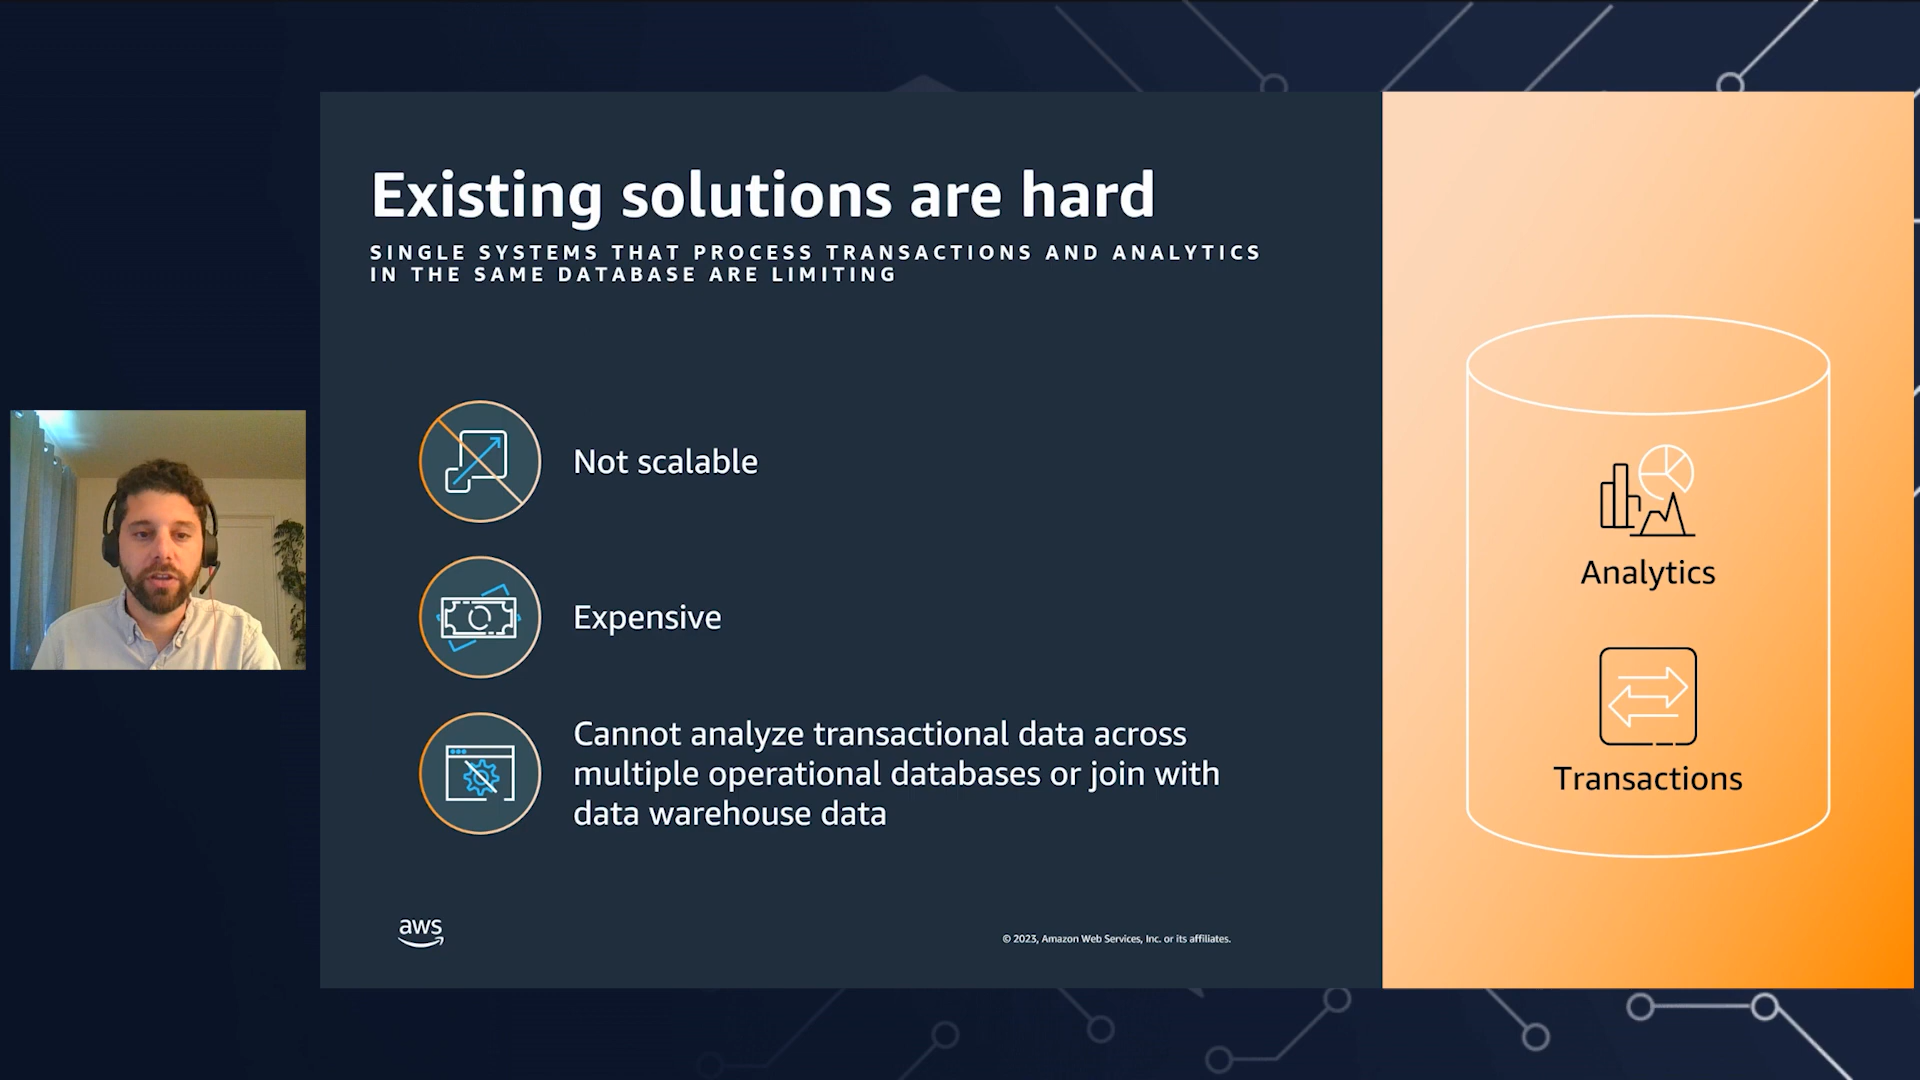 Existing solutions are hard
SINGLE SYSTEMS THAT PROCESS TRANSACTIONS AND ANALYTICS
IN THE SAME DATABASE ARE LIMITING
Not scalable
Expensive
Cannot analyze transactional data across
multiple operational databases or join with
data warehouse data
Analytics
Transactions
aws
© 2023, Amazon Web Services, Inc. or its affiliates.